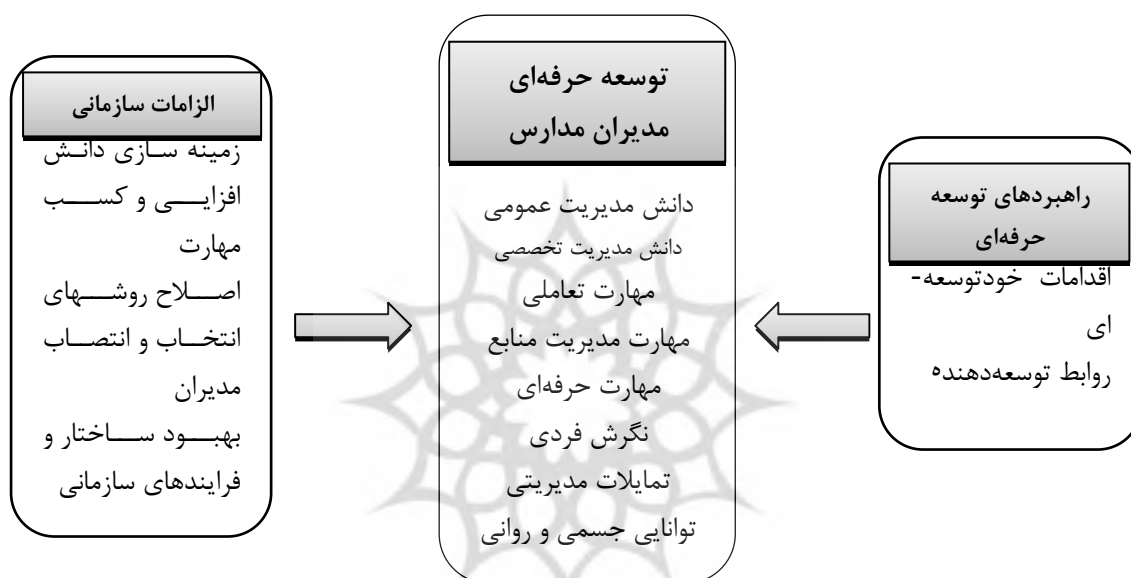 راهبردهای توسعه
حرفه‌ای
اقدامات خودتوسعه-
ای
روابط توسعه‌دهنده
توسعه حرفه‌ای
مدیران مدارس
دانش مدیریت عمومی
دانش مدیریت تخصصی
مهارت تعاملی
مهارت مدیریت منابع
مهارت حرفه‌ای
نگرش فردی
تمایلات مدیریتی
توانایی جسمی و روانی
الزامات سازمانی
زمینه سازی دانش
افزایی و کسب
مهارت
اصلاح روشهای
انتخاب و انتصاب
مدیران
بهبود ساختار و
فرایندهای سازمانی